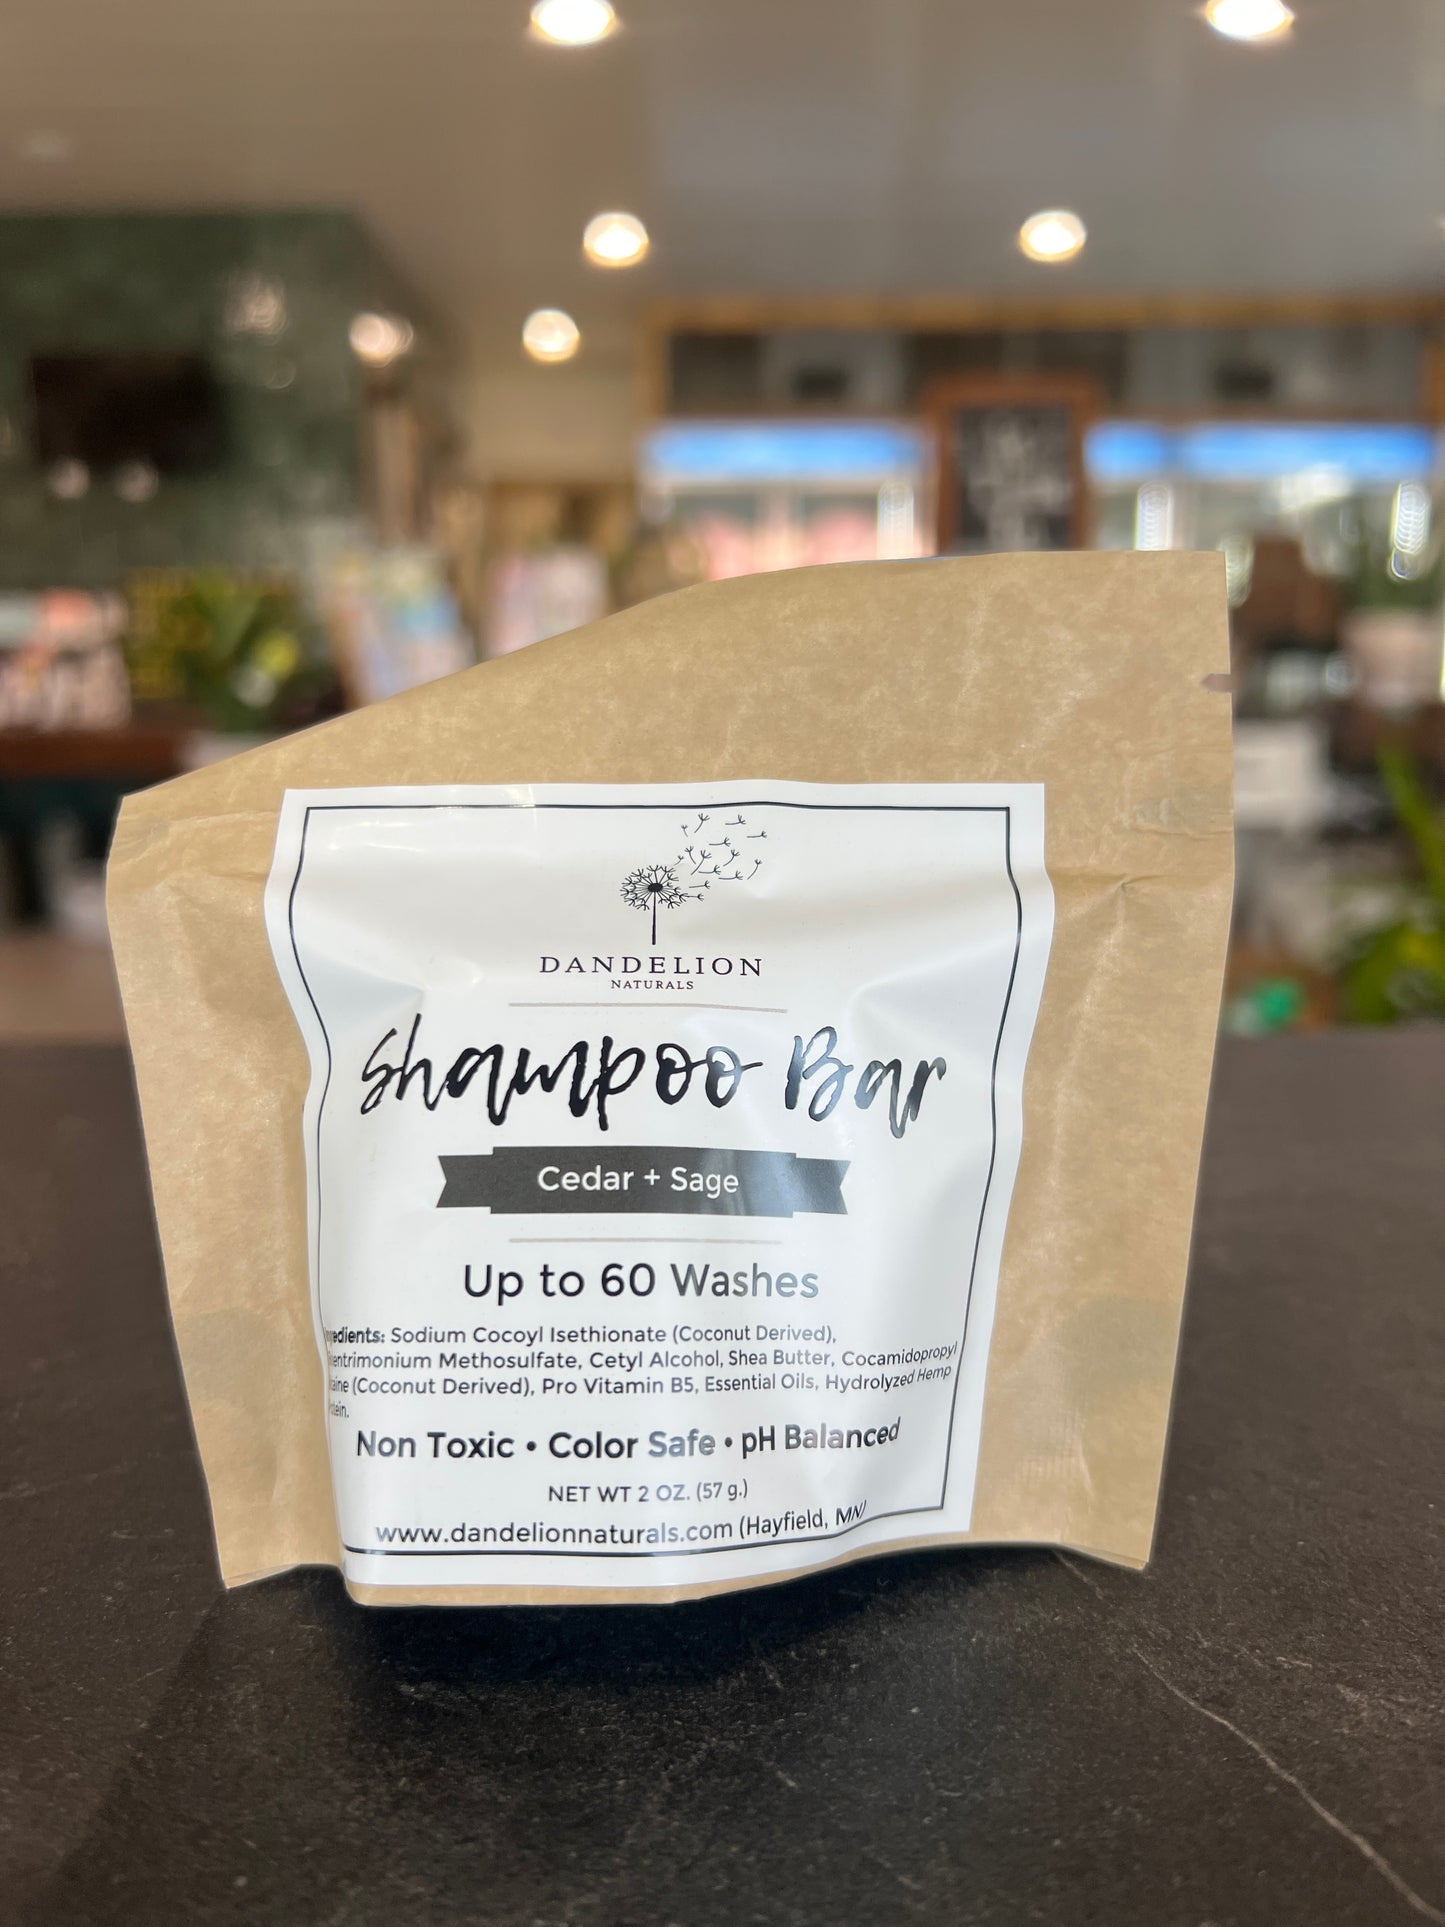 DANDELION
NATURALS
Shampoo Bar
Cedar + Sage
Up to 60 Washes
Sodium Cocoyl Isethionate (Coconut Derived),
Methosulfate, Cetyl Alcohol, Shea Butter, Cocamidopropyl
(Coconut Derived), Pro Vitamin B5, Essential Oils, Hydrolyzed Hemp
Non Toxic • Color Safe • pH Balanced
NET WT 2 OZ. (57 g.)
www.dandelionnaturals.com (Hayfield, MN)